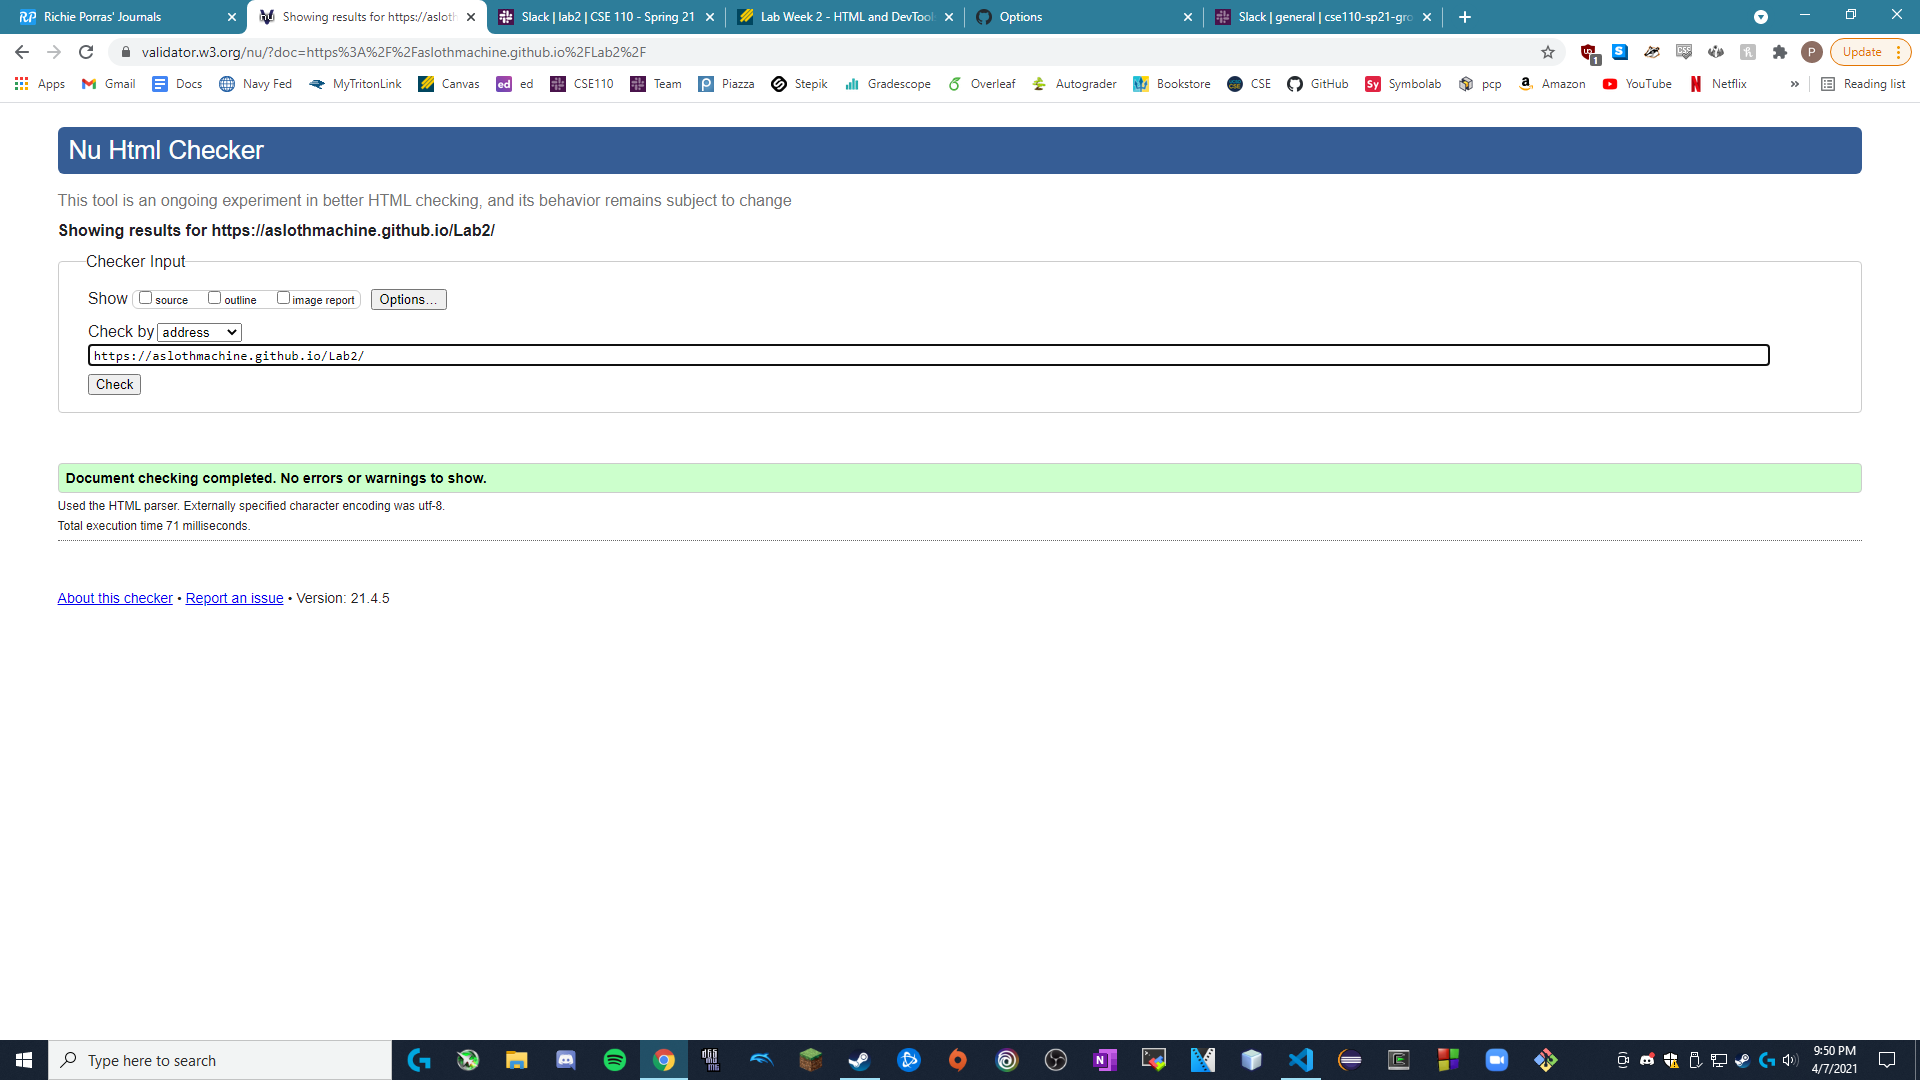 Richie Porras' Journals
Showing results for https://asloth
Slack | lab2 | CSE 110 - Spring 21
Lab Week 2 - HTML and DevTool
Options
Slack | general | cse110-sp21-gro
validator.w3.org/nu/?doc=https%3A%2F%2Faslothmachine.github.io%2FLab2%2F
1
P
Update
Apps
Gmail
Docs
Navy Fed
MyTritonLink
Canvas
ed
CSE110
Team
Piazza
Stepik
Gradescope
Overleaf
Autograder
Bookstore
CSE
GitHub
Symbolab
pcp
Amazon
YouTube
Netflix
»
Reading list
Nu Html Checker
This tool is an ongoing experiment in better HTML checking, and its behavior remains subject to change
Showing results for https://aslothmachine.github.io/Lab2/
Checker Input
Show source outline image report Options...
Check by address
https://aslothmachine.github.io/Lab2/
Check
Document checking completed. No errors or warnings to show.
Used the HTML parser. Externally specified character encoding was utf-8.
Total execution time 71 milliseconds.
About this checker • Report an issue • Version: 21.4.5
Type here to search
9:50 PM
4/7/2021